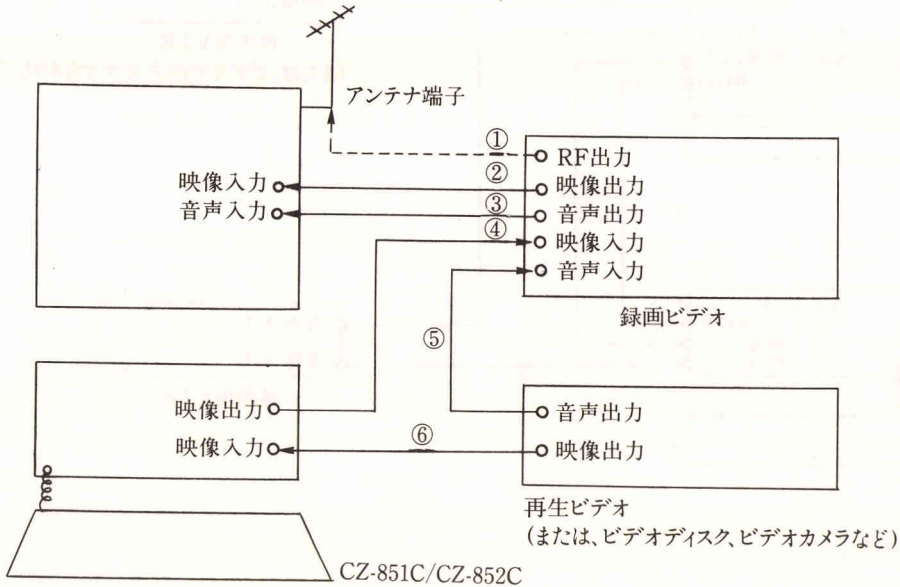 アンテナ端子
映像入力
音声入力
①
②
③
④
RF出力
映像出力
音声出力
映像入力
音声入力
録画ビデオ
⑤
映像出力
映像入力
⑥
音声出力
映像出力
再生ビデオ
(または、ビデオディスク、ビデオカメラなど)
CZ-851C/CZ-852C